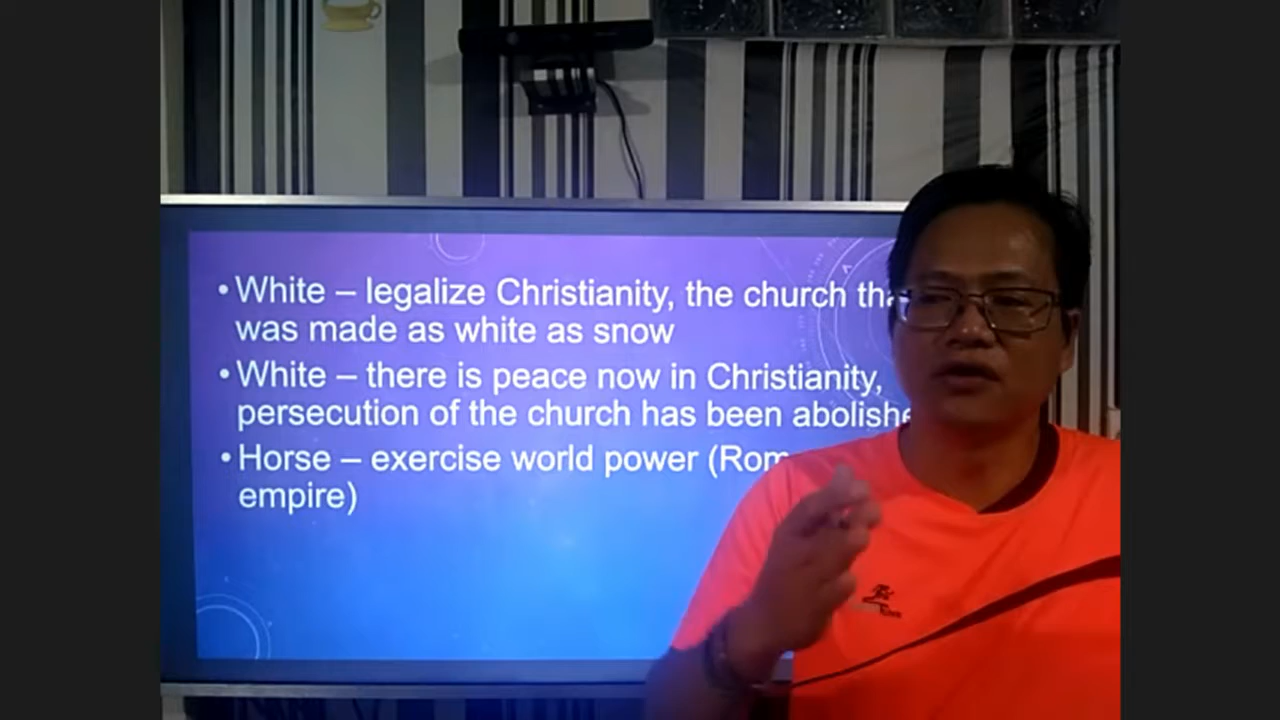 • White – legalize Christianity, the church
was made as white as snow
• White – there is peace now in Christianity,
persecution of the church has been
• Horse – exercise world power
empire)